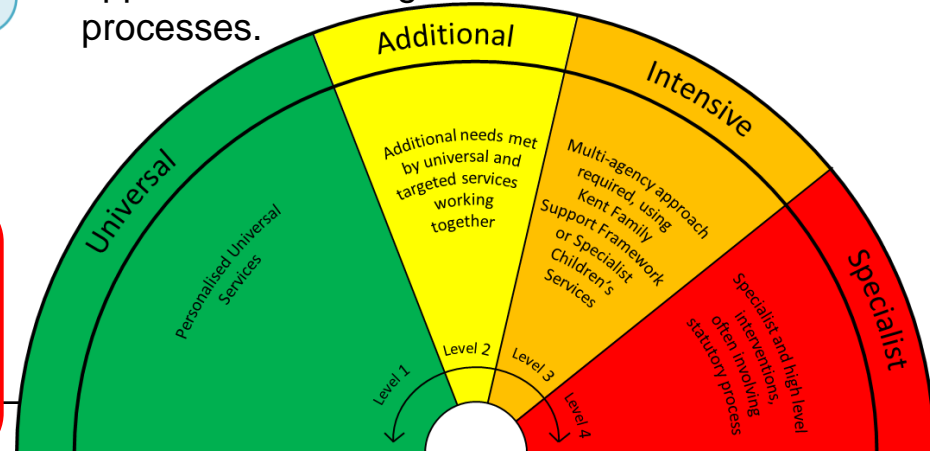 processes.
Universal
Additional
Intensive
Specialist
Personalised Universal
Services
Additional needs met
by universal and
targeted services
working
together
Multi-agency approach
required, using
Kent Family
Support Framework
or Specialist
Children's
Services
Specialist and high level
interventions,
often involving
statutory process
Level 1
Level 2
Level 3
Level 4